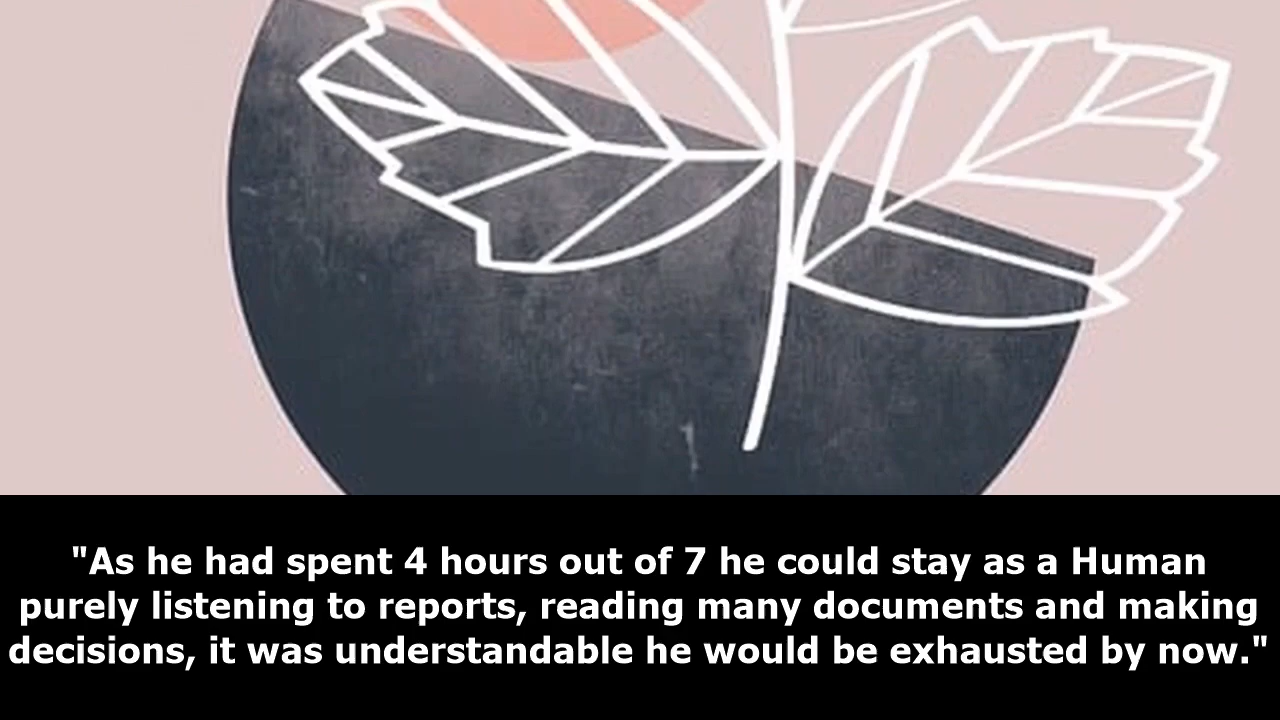 "As he had spent 4 hours out of 7 he could stay as a Human
purely listening to reports, reading many documents and making
decisions, it was understandable he would be exhausted by now."